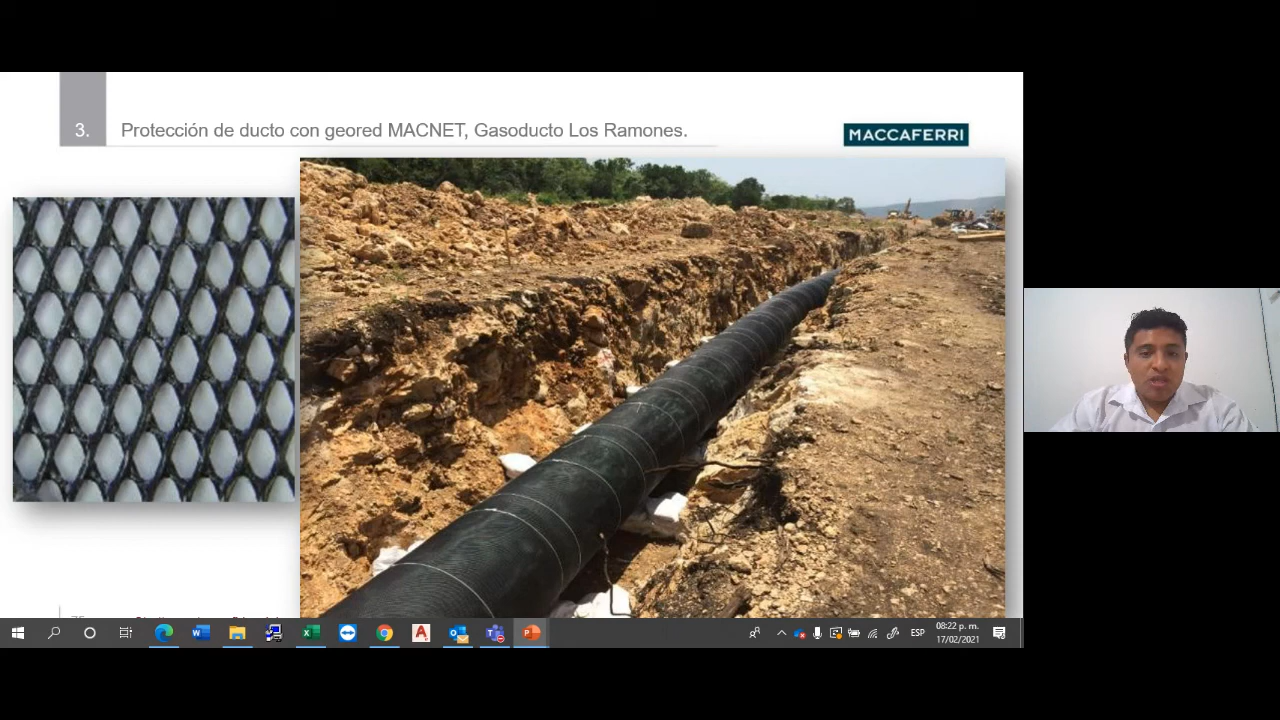 3.
Protección de ducto con geored MACNET, Gasoducto Los Ramones.
MACCAFERRI
ESP
08:22 p. m.
17/02/2021